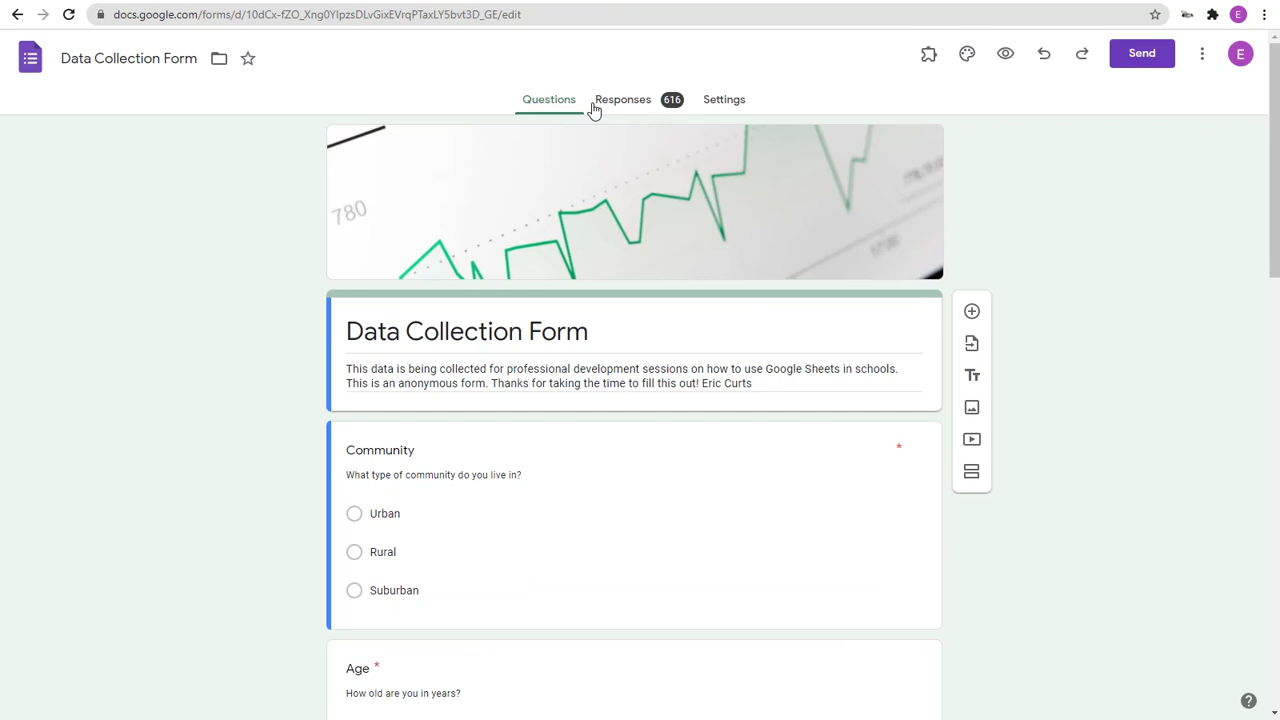 docs.google.com/forms/d/10dCx-fZO_Xng0YIpzsDLvGixEVrqPTaxLY5bvt3D_GE/edit
E
Data Collection Form
Send
E
Questions
Responses 616
Settings
780
Data Collection Form
This data is being collected for professional development sessions on how to use Google Sheets in schools.
This is an anonymous form. Thanks for taking the time to fill this out! Eric Curts
Tт
Community *
What type of community do you live in?
Urban
Rural
Suburban
Age *
How old are you in years?